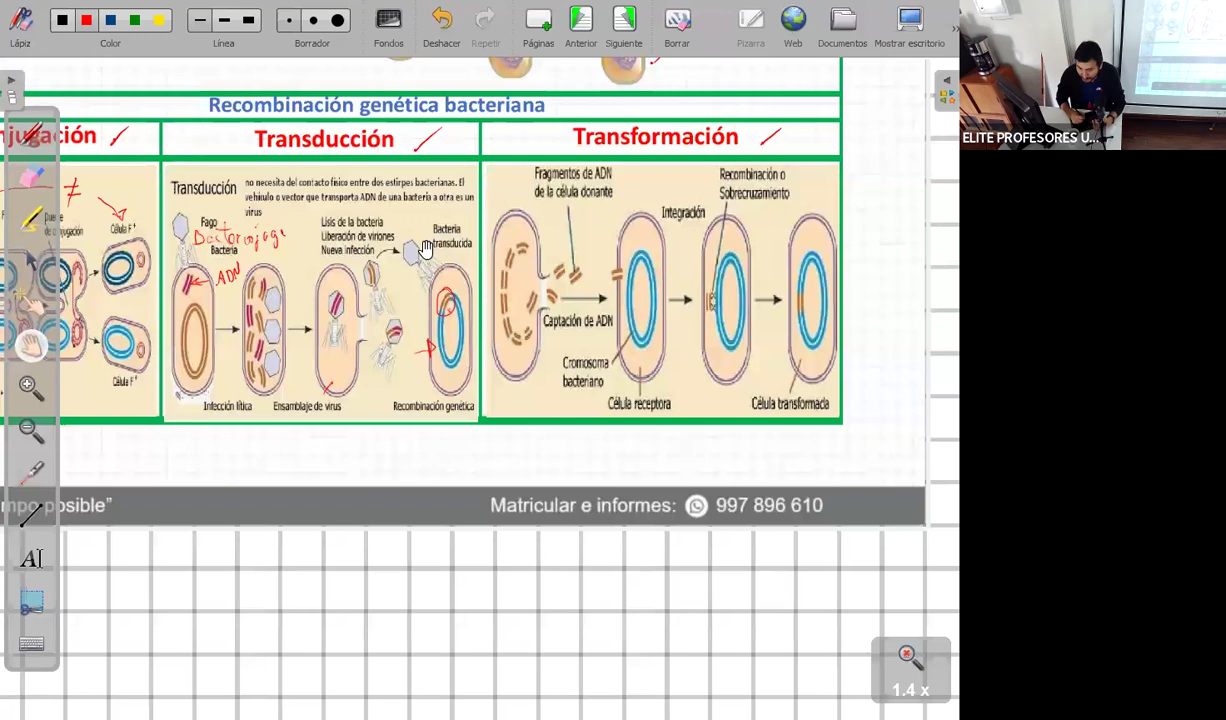 Lápiz
Color
Línea
Borrador
Fondos
Deshacer
Repetir
Páginas
Anterior
Siguiente
Borrar
Pizarra
Web
Documentos
Mostrar escritorio
ELITE PROFESORES U...
Recombinación genética bacteriana
njugación
Transducción
Transformación
≠
de conjugación
Célula F+
Célula F+
Transducción
no necesita del contacto físico entre dos estirpes bacterianas. El
vehículo o vector que transporta ADN de una bacteria a otra es un
virus
Fago
Bacteriofago
Bacteria
ADN
Lisis de la bacteria
Liberación de viriones
Nueva infección
Bacteria
transducida
Infección lítica
Ensamblaje de virus
Recombinación genética
Fragmentos de ADN
de la célula donante
Recombinación o
Sobrecruzamiento
Integración
Captación de ADN
Cromosoma
bacteriano
Célula receptora
Célula transformada
mpo posible”
Matricular e informes: 997 896 610
A
1.4 x